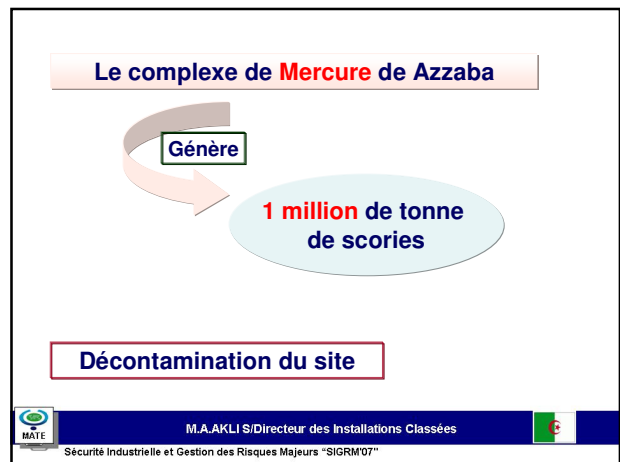 Le complexe de Mercure de Azzaba
Génère
1 million de tonne
de scories
Décontamination du site
MATE
M.A.AKLI S/Directeur des Installations Classées
Sécurité Industrielle et Gestion des Risques Majeurs "SIGRM'07"